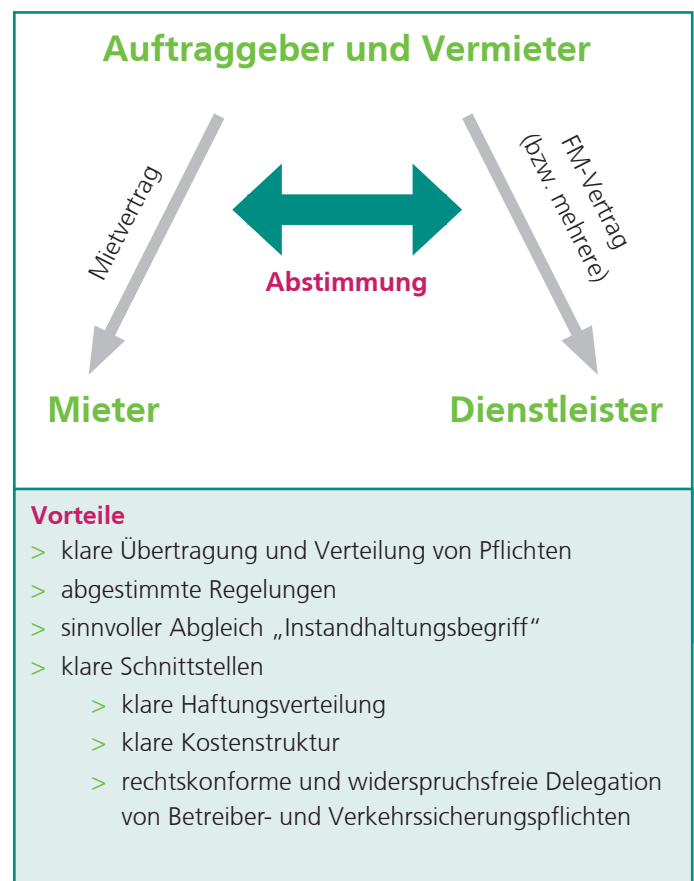 Auftraggeber und Vermieter
Mietvertrag
FM-Vertrag
(bzw. mehrere)
Abstimmung
Mieter
Dienstleister
Vorteile
> klare Übertragung und Verteilung von Pflichten
> abgestimmte Regelungen
> sinnvoller Abgleich „Instandhaltungsbegriff“
> klare Schnittstellen
> klare Haftungsverteilung
> klare Kostenstruktur
> rechtskonforme und widerspruchsfreie Delegation
von Betreiber- und Verkehrssicherungspflichten